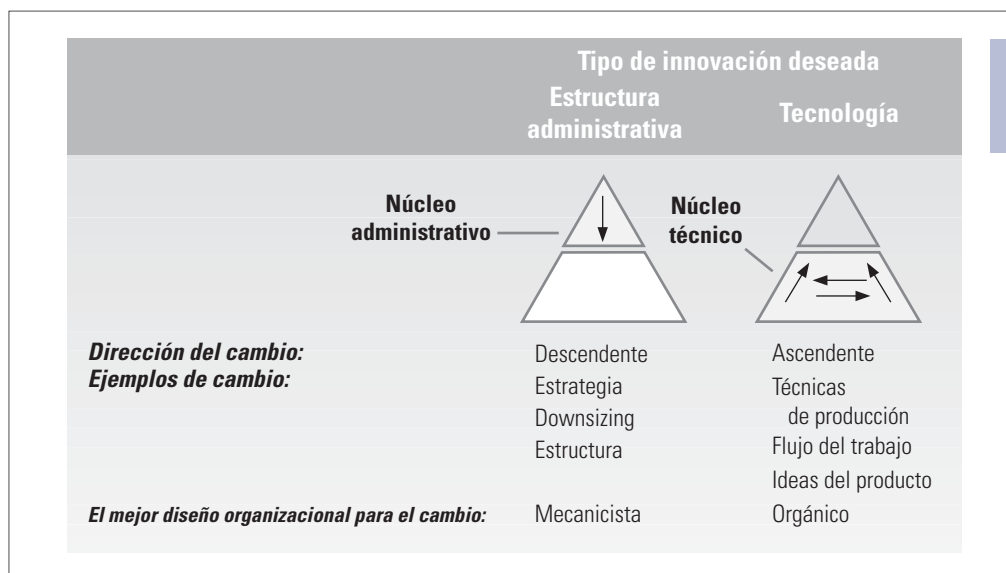 Tipo de innovación deseada
Estructura
administrativa
Tecnología
Núcleo
administrativo
Núcleo
técnico
Dirección del cambio:
Descendente
Ascendente
Ejemplos de cambio:
Estrategia
Técnicas
Downsizing
de producción
Estructura
Flujo del trabajo
Ideas del producto
El mejor diseño organizacional para el cambio:
Mecanicista
Orgánico